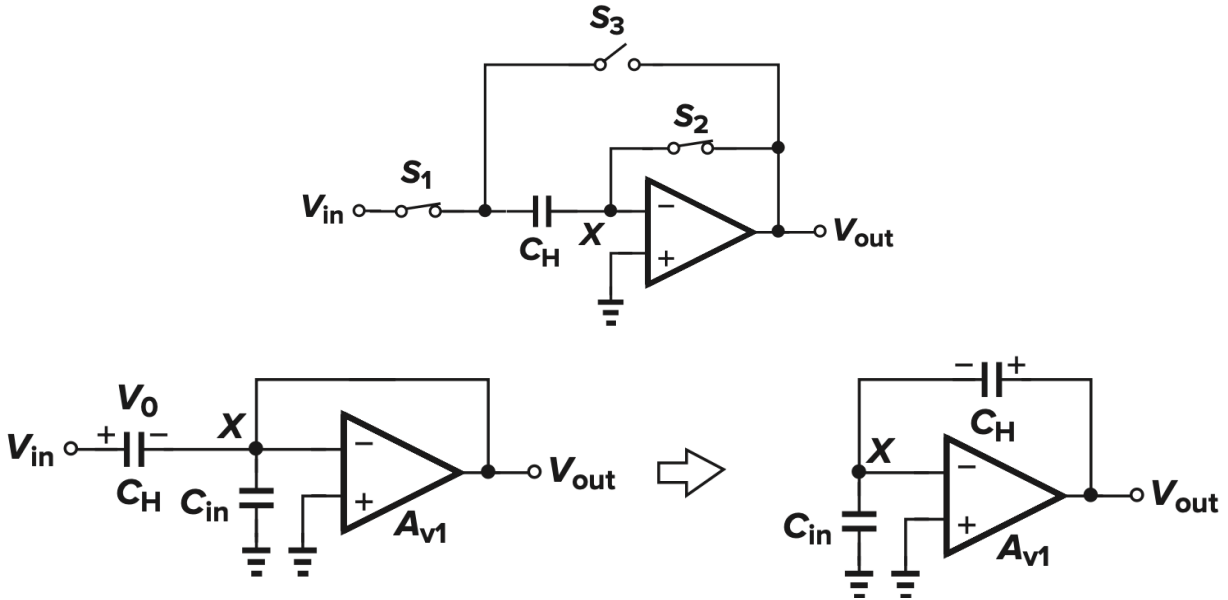 S3
S2
S1
Vin
CH
X
−
+
Vout
V0
+ −
X
Vin
CH
Cin
−
+
Av1
Vout
− +
CH
X
Cin
−
+
Av1
Vout